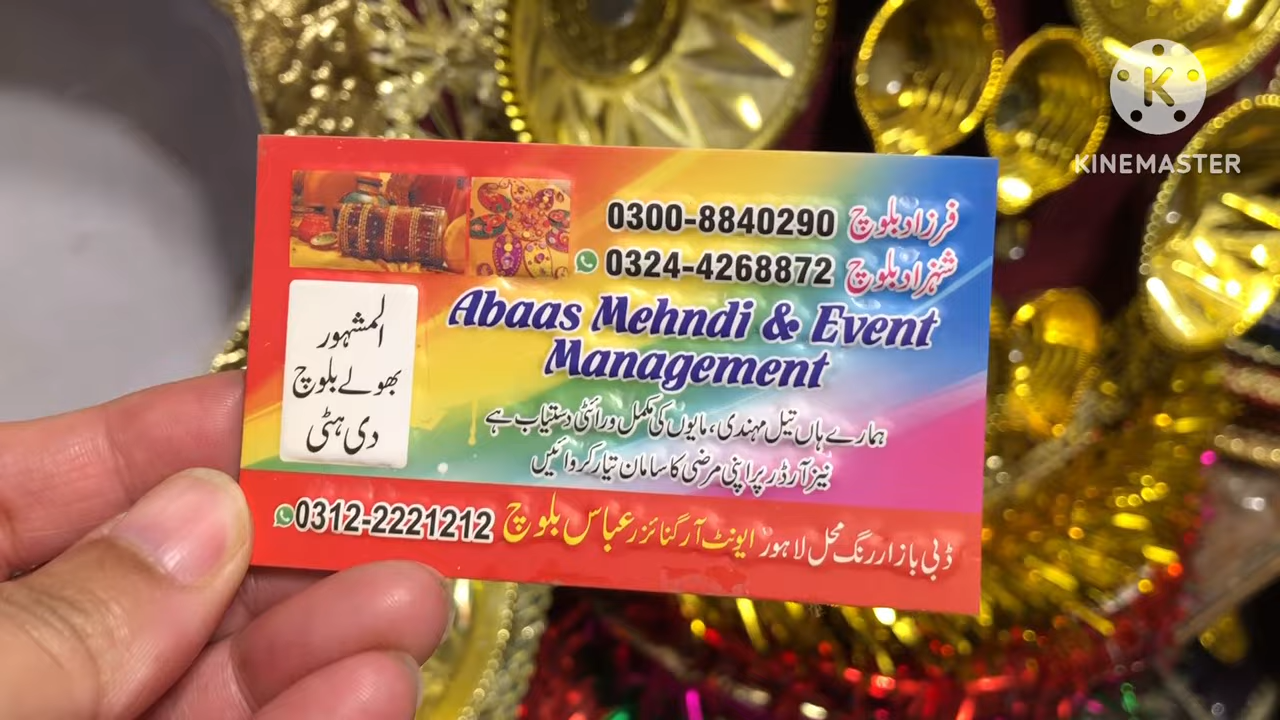 0300-8840290 فرزاد بلوچ
0324-4268872 شہزاد بلوچ
Abaas Mehndi & Event
Management
المشہور
بھولے بلوچ
دی ہٹی
ہمارے ہاں تیل مہندی، مایوں کی مکمل ورائٹی دستیاب ہے
نیز آرڈر پر اپنی مرضی کا سامان تیار کروائیں
ڈبی بازار رنگ محل لاہور ایونٹ آرگنائزر عباس بلوچ 0312-2221212
K
KINEMASTER